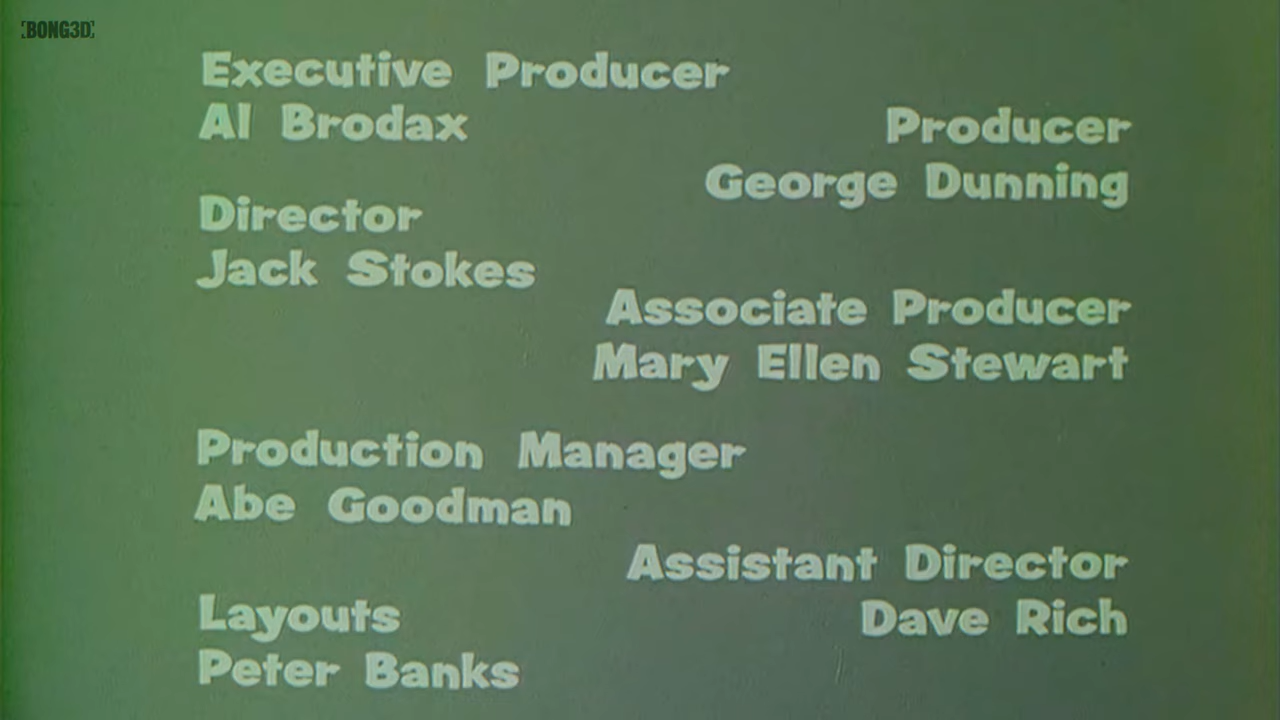 [BONG3D]
Executive Producer
Al Brodax
Producer
George Dunning
Director
Jack Stokes
Associate Producer
Mary Ellen Stewart
Production Manager
Abe Goodman
Assistant Director
Dave Rich
Layouts
Peter Banks